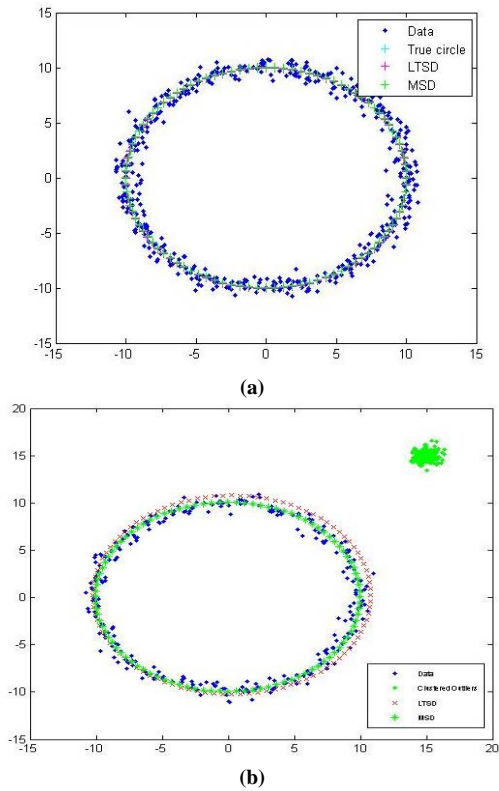 15
10
5
0
-5
-10
-15
-15 -10 -5 0 5 10 15
Data
True circle
LTSD
MSD
(a)
20
15
10
5
0
-5
-10
-15
-15 -10 -5 0 5 10 15 20
Data
Clustered Outliers
LTSD
MSD
(b)